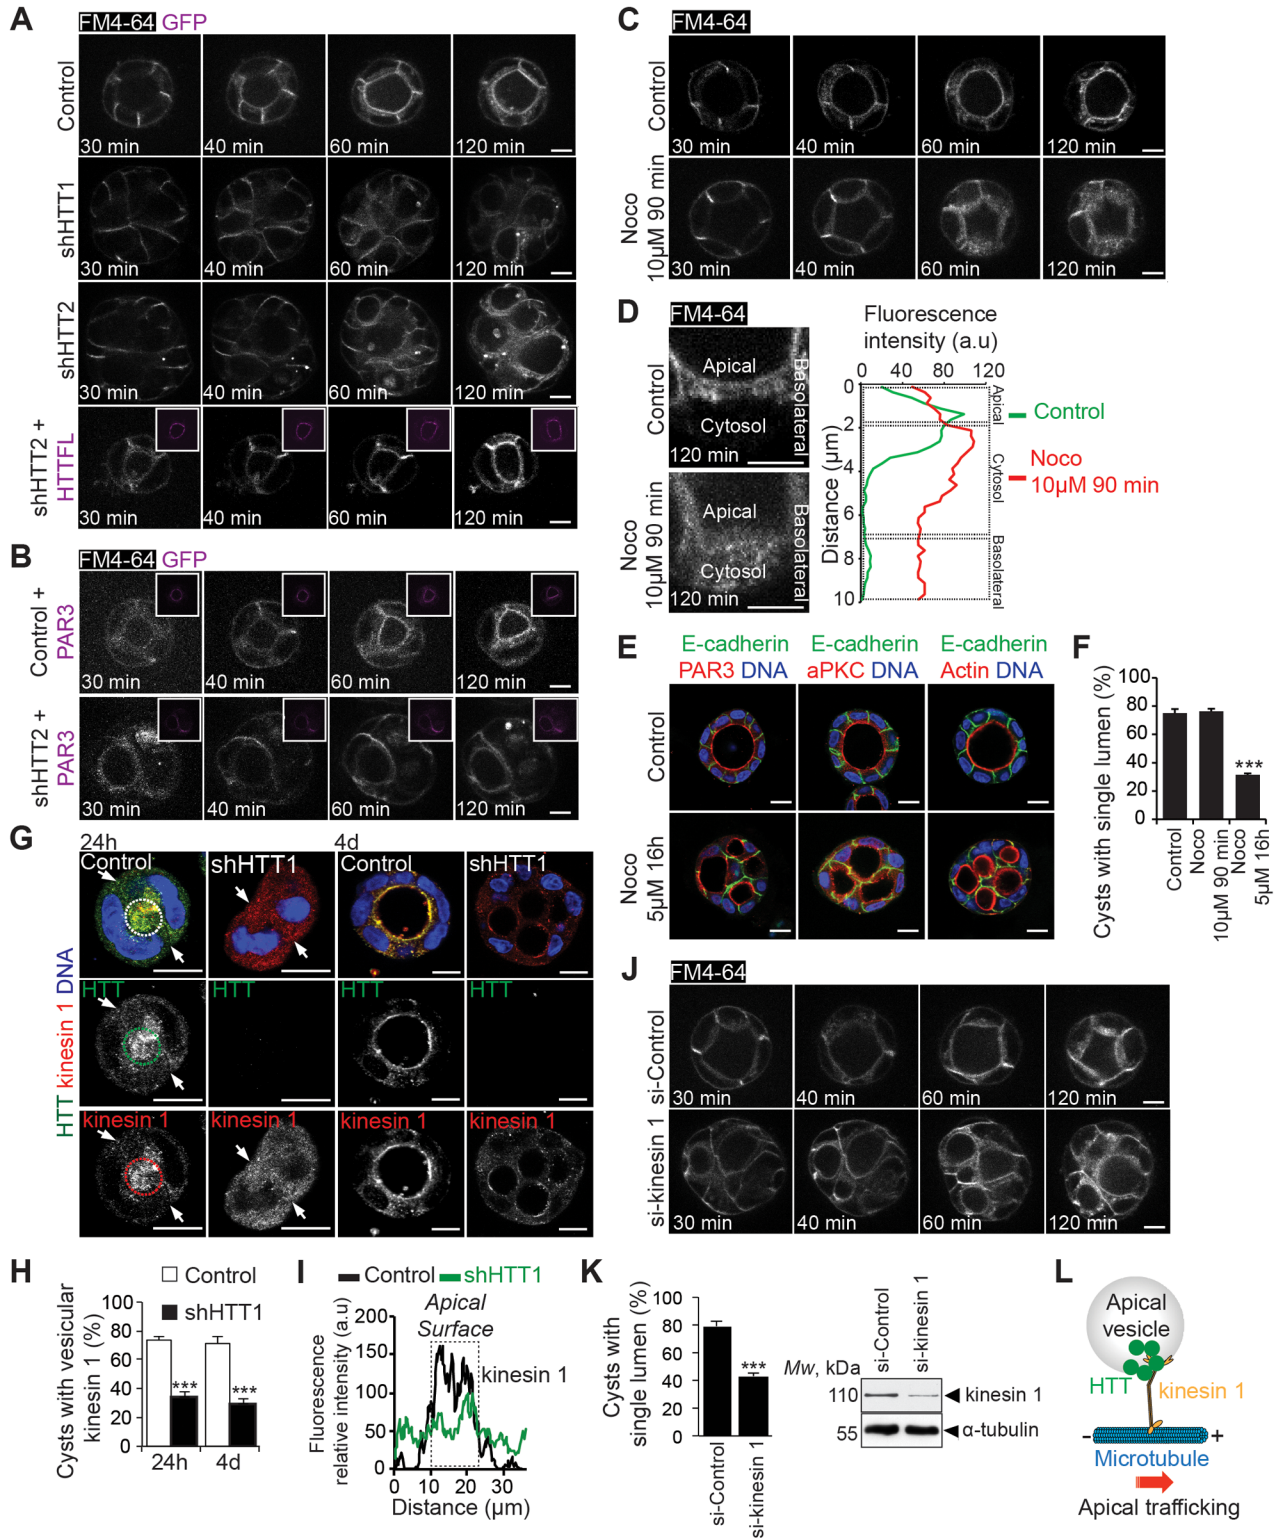 A
FM4-64 GFP
Control
30 min
40 min
60 min
120 min
shHTT1
30 min
40 min
60 min
120 min
shHTT2
30 min
40 min
60 min
120 min
shHTT2 +
HTTFL
30 min
40 min
60 min
120 min
B
FM4-64 GFP
Control +
PAR3
30 min
40 min
60 min
120 min
shHTT2 +
PAR3
30 min
40 min
60 min
120 min
C
FM4-64
Control
30 min
40 min
60 min
120 min
Noco
10µM 90 min
30 min
40 min
60 min
120 min
D
FM4-64
Control
Apical
Basolateral
Cytosol
120 min
Noco
10µM 90 min
Apical
Basolateral
Cytosol
120 min
Fluorescence
intensity (a.u)
0 40 80 120
Distance (µm)
0
2
4
6
8
10
Apical
Cytosol
Basolateral
Control
Noco
10µM 90 min
E
E-cadherin
PAR3 DNA
E-cadherin
aPKC DNA
E-cadherin
Actin DNA
Control
Noco
5µM 16h
F
Cysts with single lumen (%)
100
80
60
40
20
0
***
Control
Noco
10µM 90 min
Noco
5µM 16h
G
24h
4d
Control
shHTT1
Control
shHTT1
HTT kinesin 1 DNA
HTT
HTT
HTT
HTT
kinesin 1
kinesin 1
kinesin 1
kinesin 1
J
FM4-64
si-Control
30 min
40 min
60 min
120 min
si-kinesin 1
30 min
40 min
60 min
120 min
H
Control
shHTT1
Cysts with vesicular
kinesin 1 (%)
100
80
60
40
20
0
***
***
24h
4d
I
Control
shHTT1
Apical
Surface
kinesin 1
Fluorescence
relative intensity (a.u)
200
150
100
50
0
0 10 20 30
Distance (µm)
K
Cysts with
single lumen (%)
100
80
60
40
20
0
***
si-Control
si-kinesin 1
si-Control
si-kinesin 1
Mw, kDa
110
kinesin 1
55
α-tubulin
L
Apical
vesicle
HTT
kinesin 1
-
+
Microtubule
Apical trafficking